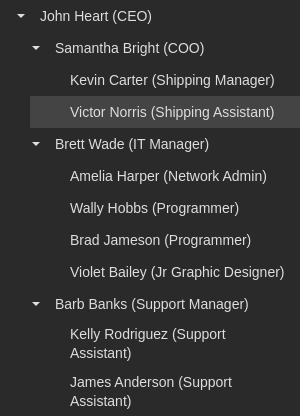 John Heart (CEO)
Samantha Bright (COO)
Kevin Carter (Shipping Manager)
Victor Norris (Shipping Assistant)
Brett Wade (IT Manager)
Amelia Harper (Network Admin)
Wally Hobbs (Programmer)
Brad Jameson (Programmer)
Violet Bailey (Jr Graphic Designer)
Barb Banks (Support Manager)
Kelly Rodriguez (Support
Assistant)
James Anderson (Support
Assistant)